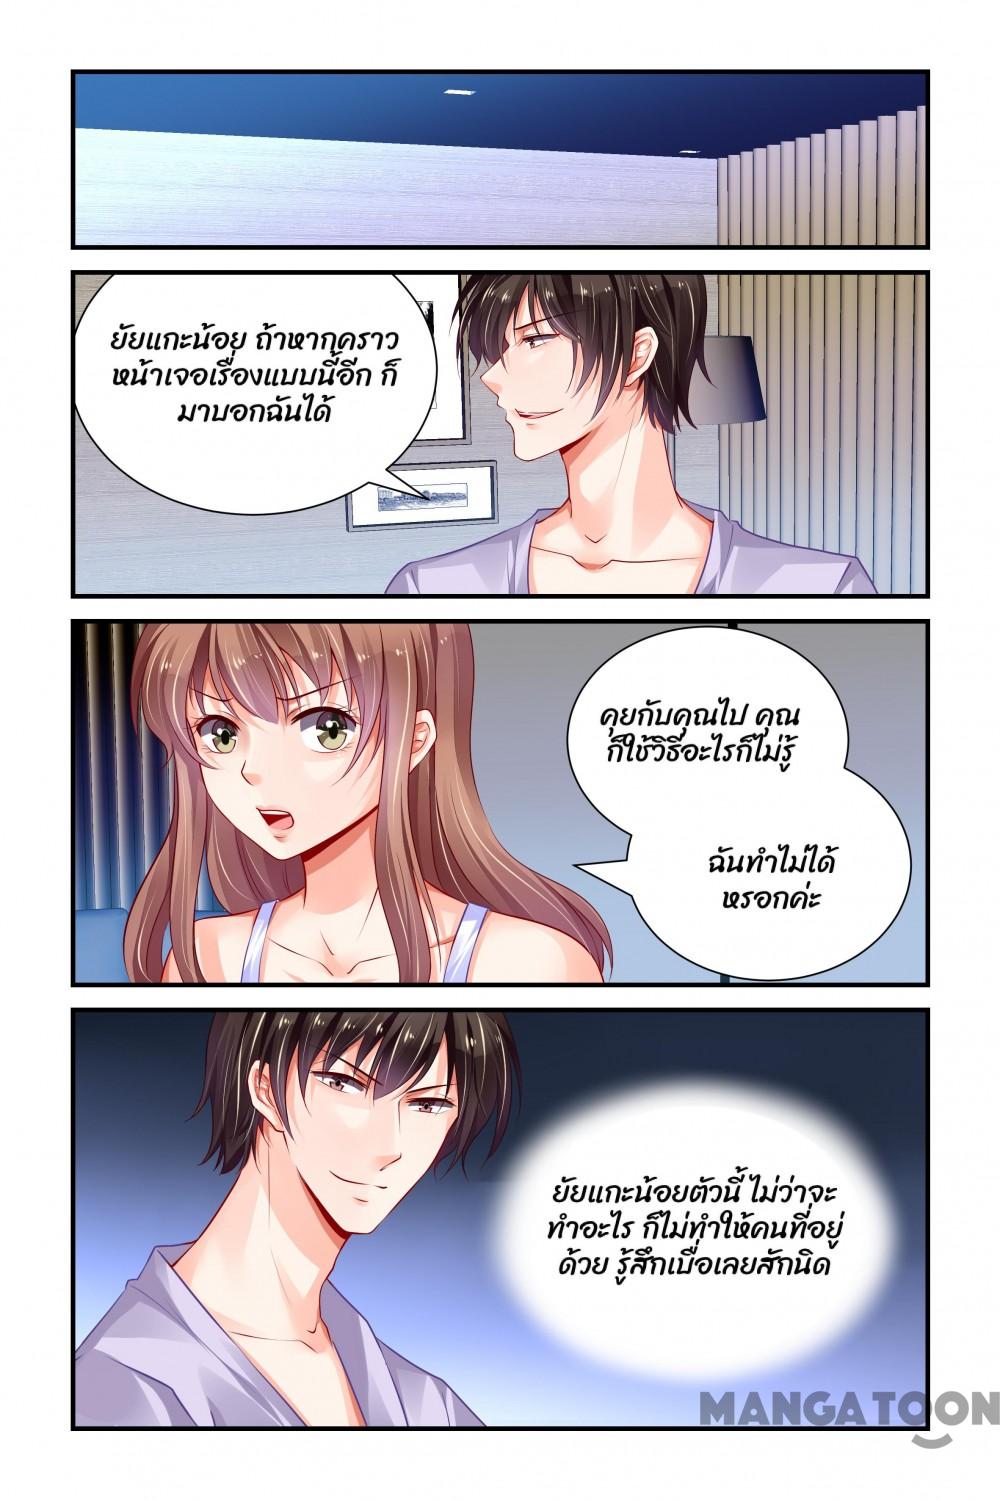 ยัยแกะน้อย ถ้าหากคราว
หน้าเจอเรื่องแบบนี้อีก ก็
มาบอกฉันได้
คุยกับคุณไป คุณ
ก็ใช้วิธีอะไรก็ไม่รู้
ฉันทำไม่ได้
หรอกค่ะ
ยัยแกะน้อยตัวนี้ ไม่ว่าจะ
ทำอะไร ก็ไม่ทำให้คนที่อยู่
ด้วย รู้สึกเบื่อเลยสักนิด
MANGATOON